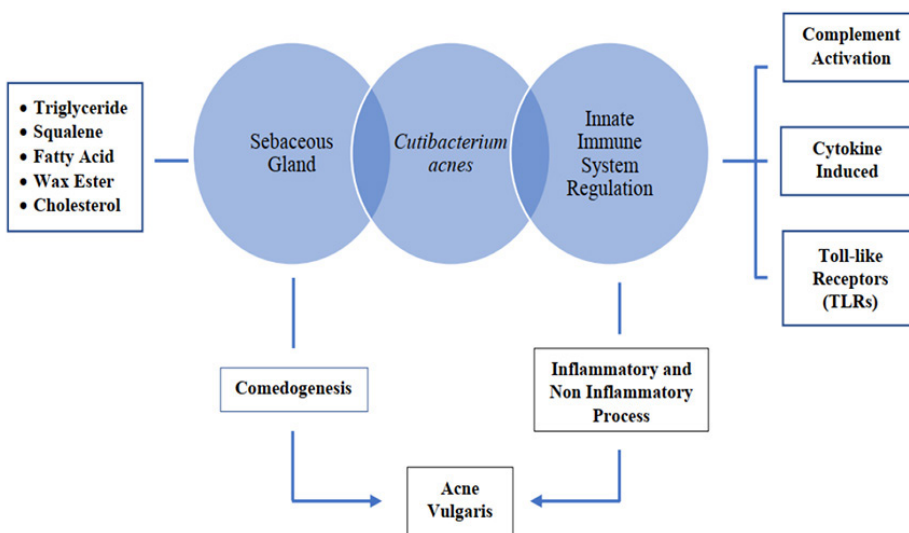 • Triglyceride
• Squalene
• Fatty Acid
• Wax Ester
• Cholesterol
Sebaceous
Gland
Cutibacterium
acnes
Innate
Immune
System
Regulation
Complement
Activation
Cytokine
Induced
Toll-like
Receptors
(TLRs)
Comedogenesis
Inflammatory and
Non Inflammatory
Process
Acne
Vulgaris